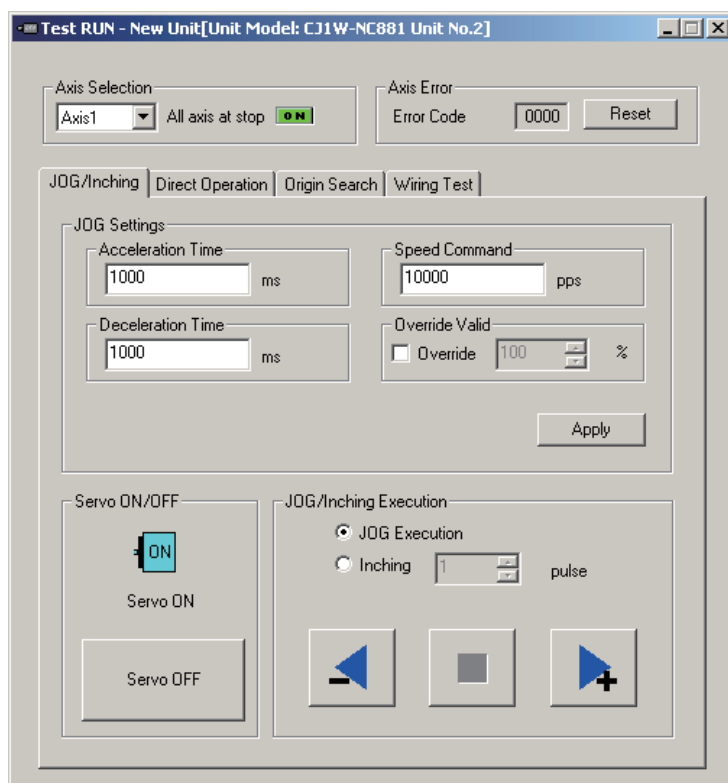 Test RUN - New Unit[Unit Model: CJ1W-NC881 Unit No.2]
Axis Selection
Axis1 All axis at stop ON
Axis Error
Error Code 0000 Reset
JOG/Inching Direct Operation Origin Search Wiring Test
JOG Settings
Acceleration Time
1000 ms
Speed Command
10000 pps
Deceleration Time
1000 ms
Override Valid
Override 100 %
Apply
Servo ON/OFF
ON
Servo ON
Servo OFF
JOG/Inching Execution
JOG Execution
Inching 1 pulse